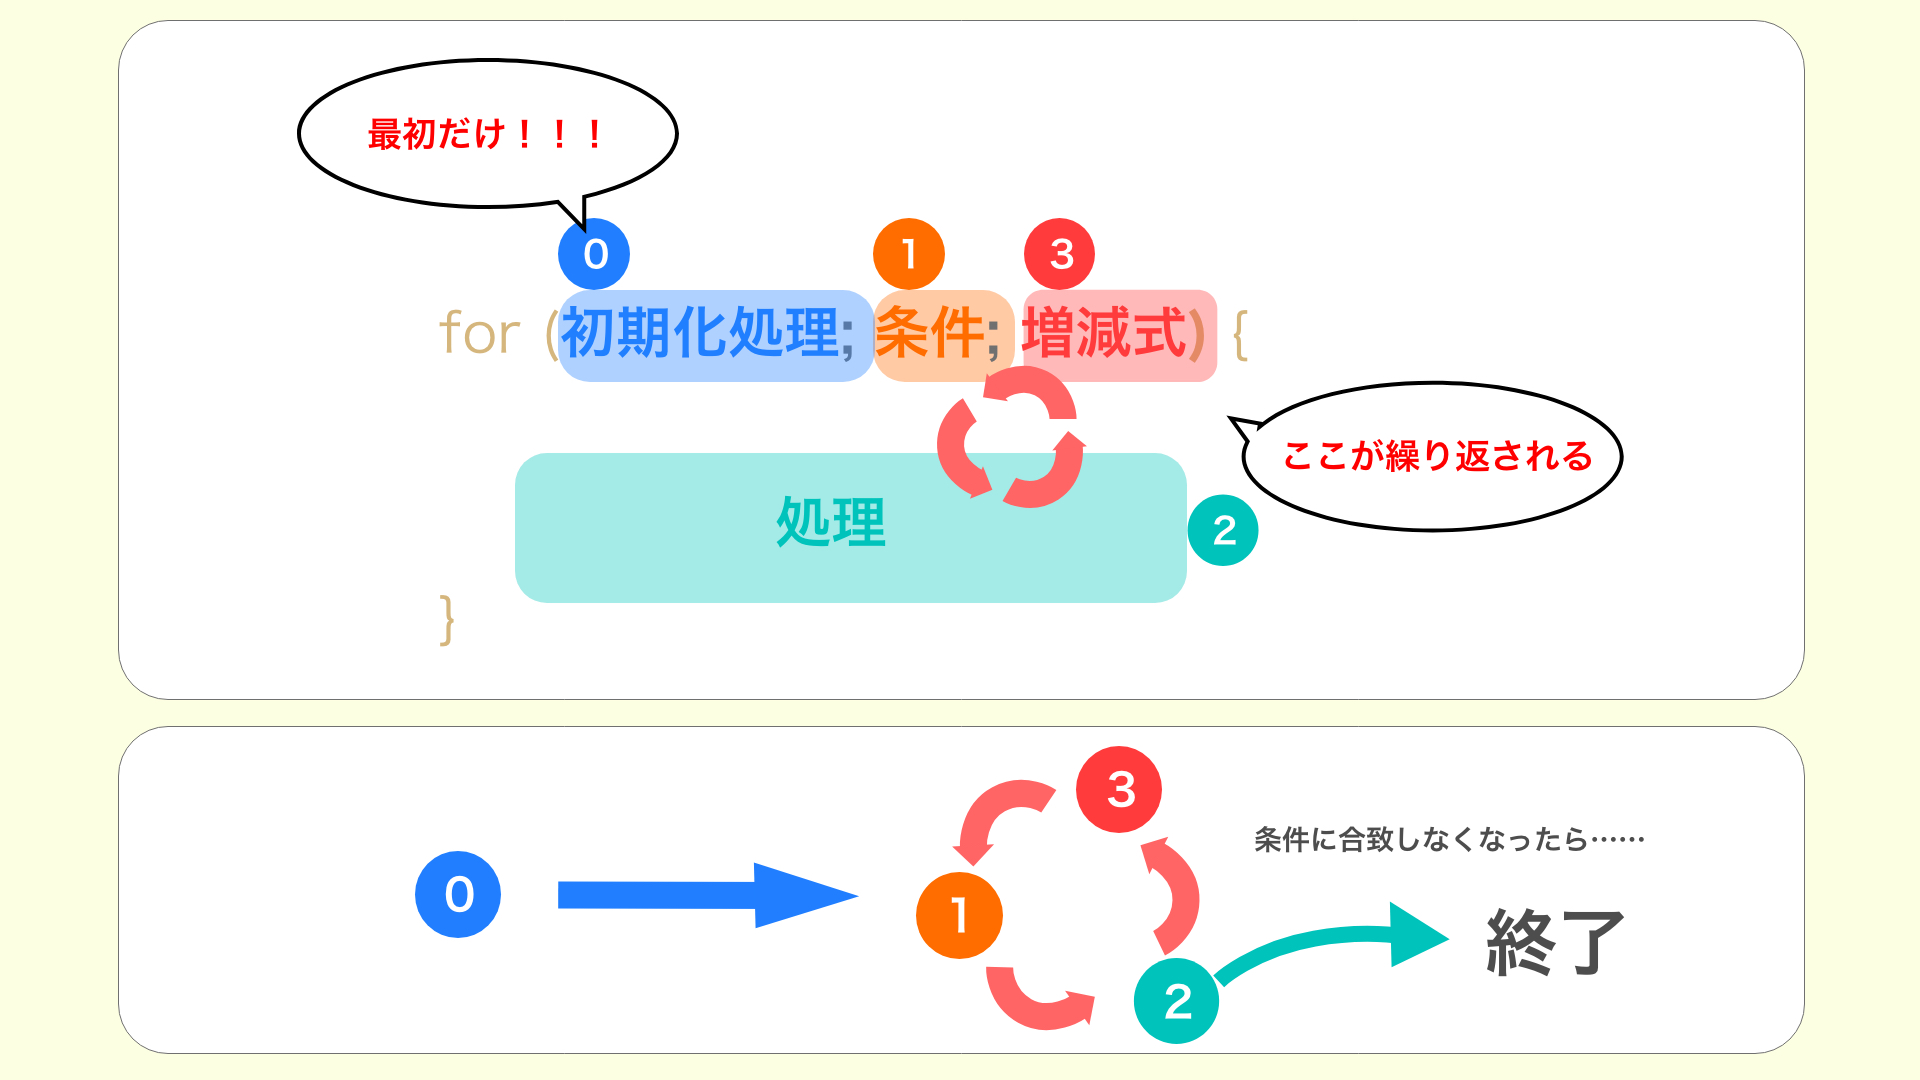 最初だけ！！！
0 1 3
for (初期化処理; 条件; 増減式) {
ここが繰り返される
処理
2
}
3
条件に合致しなくなったら……
0
1
終了
2